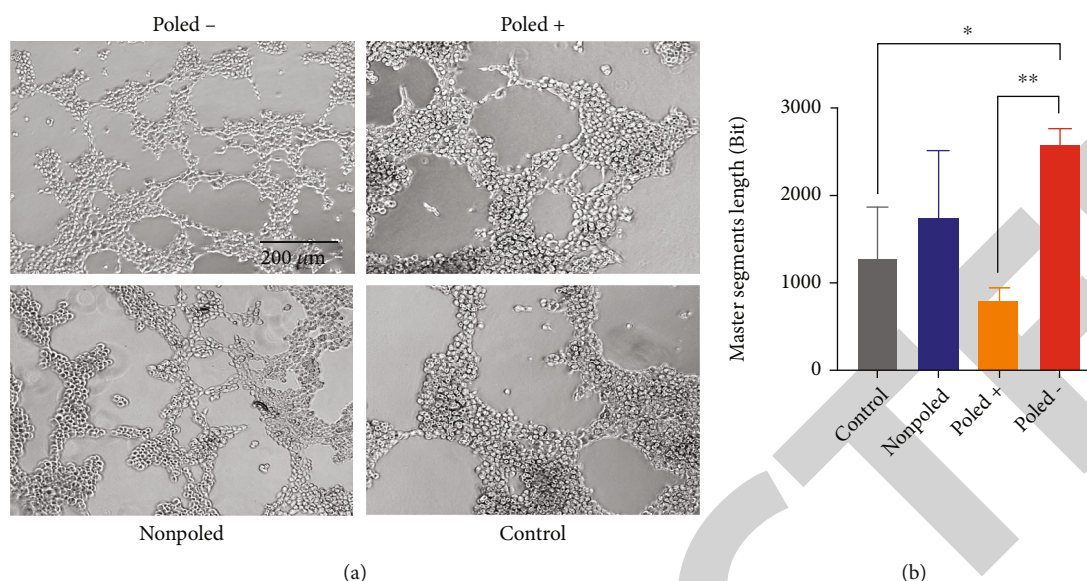 Poled – Poled +
200 μm
Nonpoled Control
(a)
*
**
3000
2000
1000
0
Master segments length (Bit)
Control
Nonpoled
Poled +
Poled -
(b)